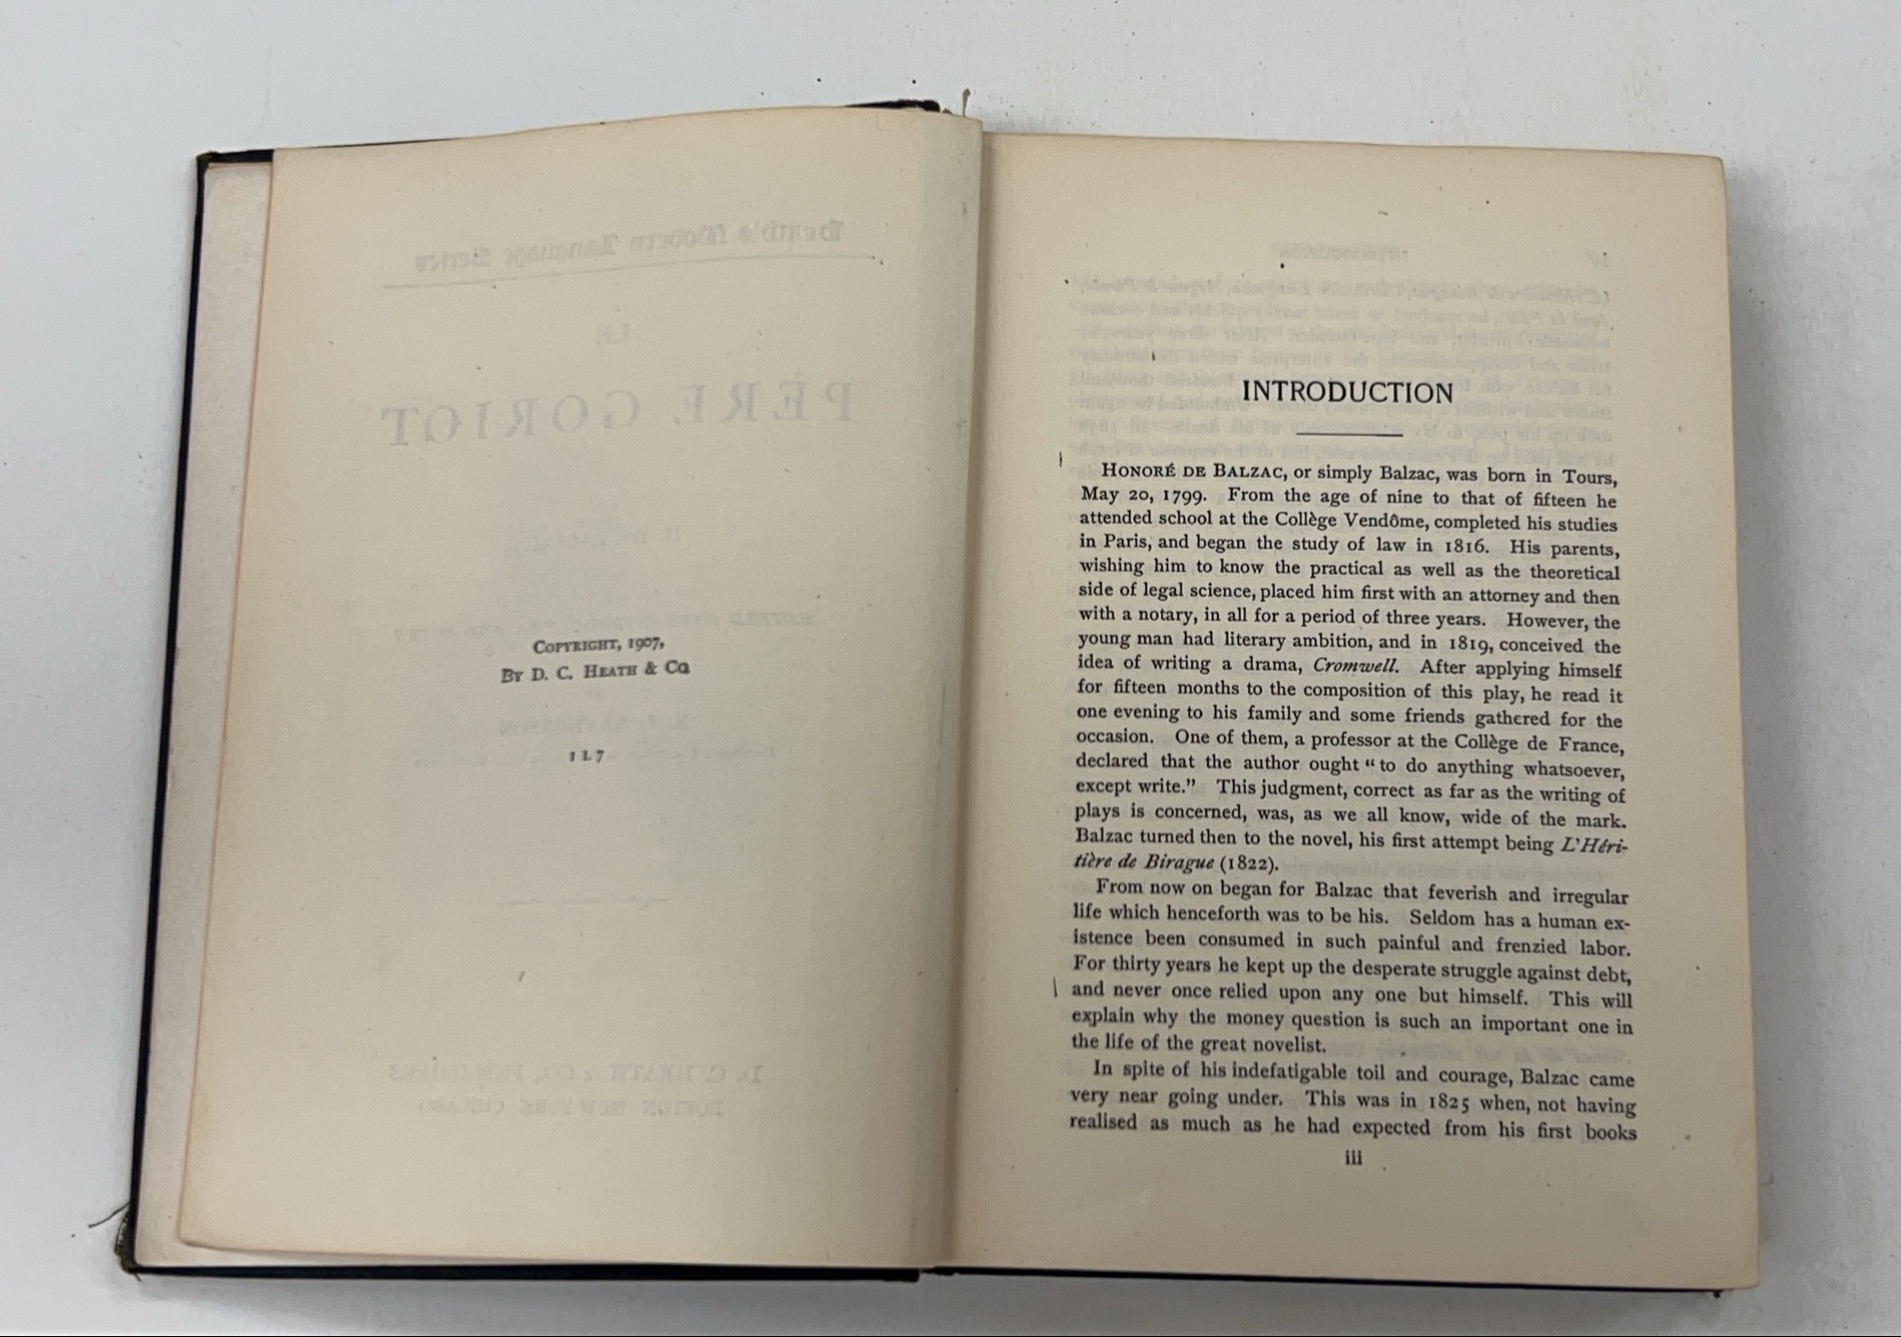 COPYRIGHT, 1907,
BY D. C. HEATH & CO
1 L 7
Heath's Modern Language Series
LE
PÈRE GORIOT
INTRODUCTION
HONORÉ DE BALZAC, or simply Balzac, was born in Tours,
May 20, 1799. From the age of nine to that of fifteen he
attended school at the Collège Vendôme, completed his studies
in Paris, and began the study of law in 1816. His parents,
wishing him to know the practical as well as the theoretical
side of legal science, placed him first with an attorney and then
with a notary, in all for a period of three years. However, the
young man had literary ambition, and in 1819, conceived the
idea of writing a drama, Cromwell. After applying himself
for fifteen months to the composition of this play, he read it
one evening to his family and some friends gathered for the
occasion. One of them, a professor at the Collège de France,
declared that the author ought “to do anything whatsoever,
except write.” This judgment, correct as far as the writing of
plays is concerned, was, as we all know, wide of the mark.
Balzac turned then to the novel, his first attempt being L'Héri-
tière de Birague (1822).
From now on began for Balzac that feverish and irregular
life which henceforth was to be his. Seldom has a human ex-
istence been consumed in such painful and frenzied labor.
For thirty years he kept up the desperate struggle against debt,
and never once relied upon any one but himself. This will
explain why the money question is such an important one in
the life of the great novelist.
In spite of his indefatigable toil and courage, Balzac came
very near going under. This was in 1825 when, not having
realised as much as he had expected from his first books
iii